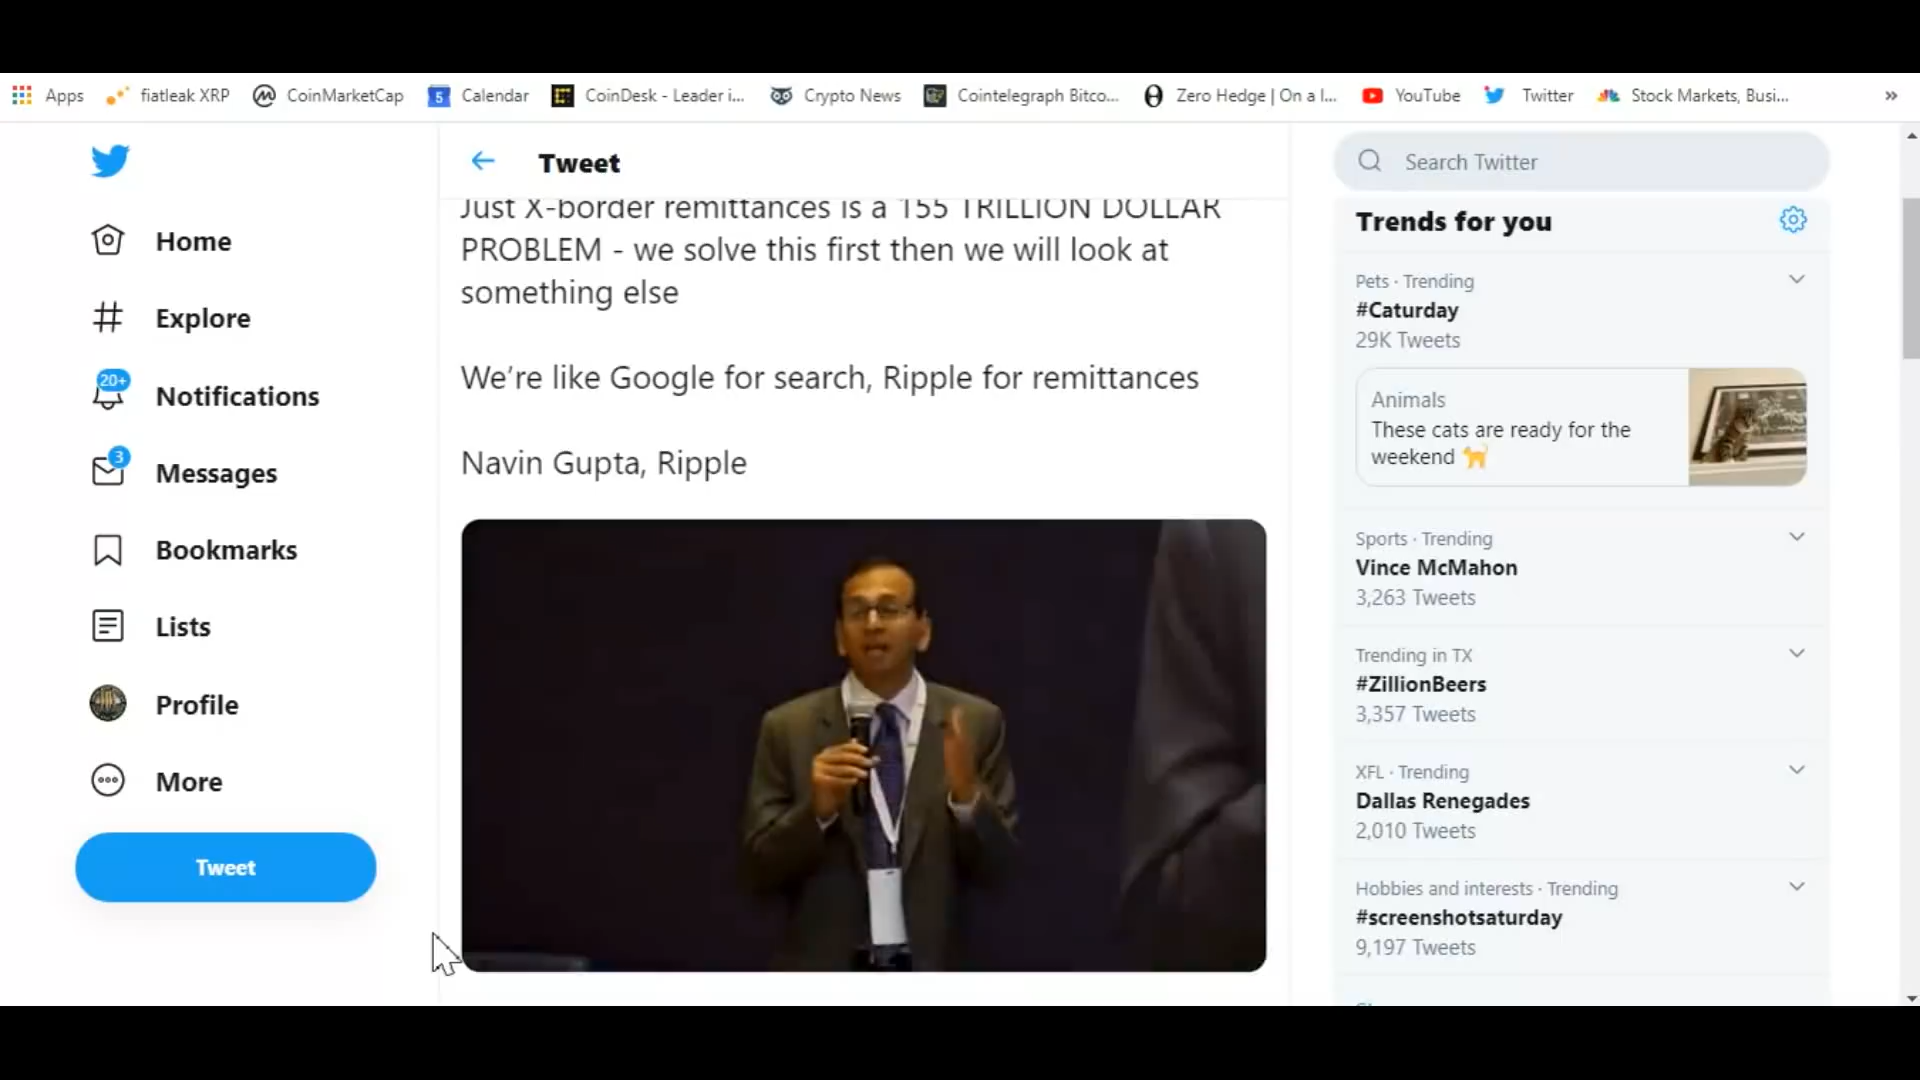 Apps
fiatleak XRP
CoinMarketCap
5
Calendar
CoinDesk - Leader i...
Crypto News
Cointelegraph Bitco...
Zero Hedge | On a l...
YouTube
Twitter
Stock Markets, Busi...
»
Home
Explore
20+
Notifications
3
Messages
Bookmarks
Lists
Profile
More
Tweet
Tweet
Just X-border remittances is a 155 TRILLION DOLLAR
PROBLEM - we solve this first then we will look at
something else
We’re like Google for search, Ripple for remittances
Navin Gupta, Ripple
Search Twitter
Trends for you
Pets · Trending
#Caturday
29K Tweets
Animals
These cats are ready for the
weekend 🐈
Sports · Trending
Vince McMahon
3,263 Tweets
Trending in TX
#ZillionBeers
3,357 Tweets
XFL · Trending
Dallas Renegades
2,010 Tweets
Hobbies and interests · Trending
#screenshotsaturday
9,197 Tweets